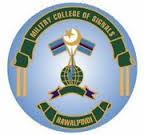 MILITARY COLLEGE OF SIGNALS
RAWALPINDI